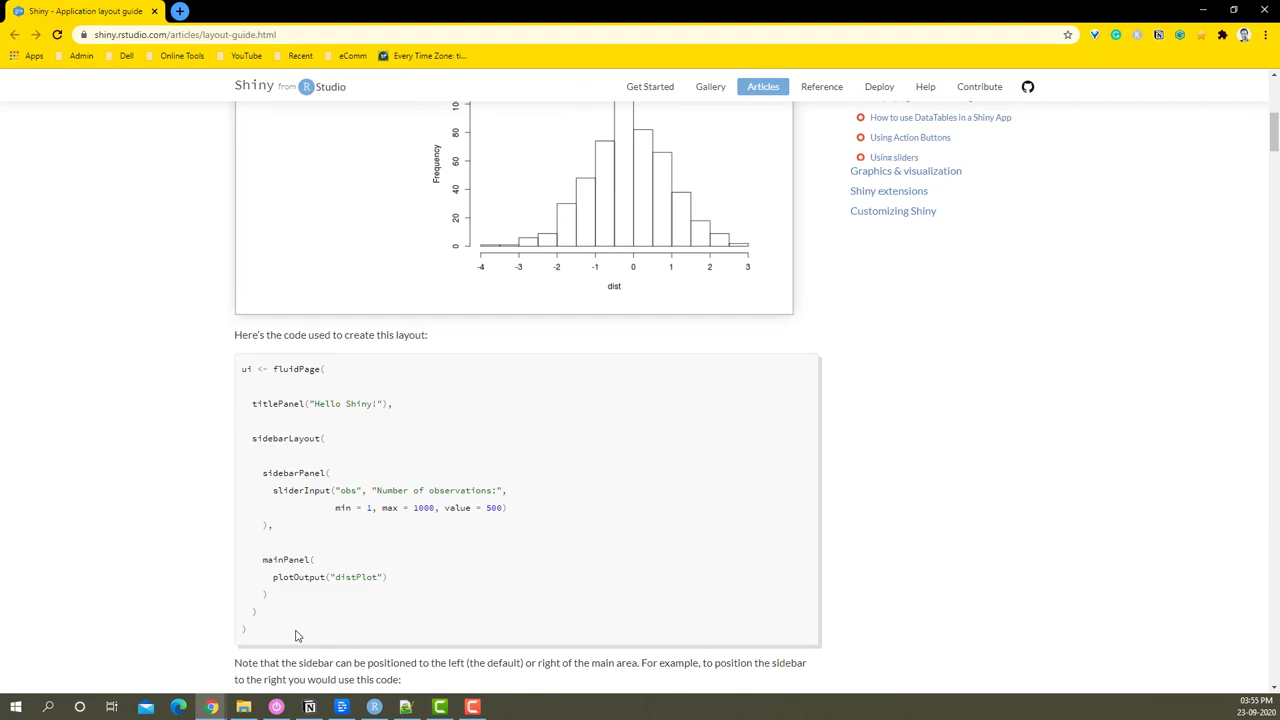 Shiny - Application layout guide
shiny.rstudio.com/articles/layout-guide.html
Apps Admin Dell Online Tools YouTube Recent eComm Every Time Zone: ti...
Shiny from R Studio
Get Started Gallery Articles Reference Deploy Help Contribute
How to use DataTables in a Shiny App
Using Action Buttons
Using sliders
Graphics & visualization
Shiny extensions
Customizing Shiny
Frequency
80
60
40
20
0
-4 -3 -2 -1 0 1 2 3
dist
Here's the code used to create this layout:
ui <- fluidPage(
titlePanel("Hello Shiny!"),
sidebarLayout(
sidebarPanel(
sliderInput("obs", "Number of observations:",
min = 1, max = 1000, value = 500)
),
mainPanel(
plotOutput("distPlot")
)
)
)
Note that the sidebar can be positioned to the left (the default) or right of the main area. For example, to position the sidebar
to the right you would use this code:
03:55 PM
23-09-2020